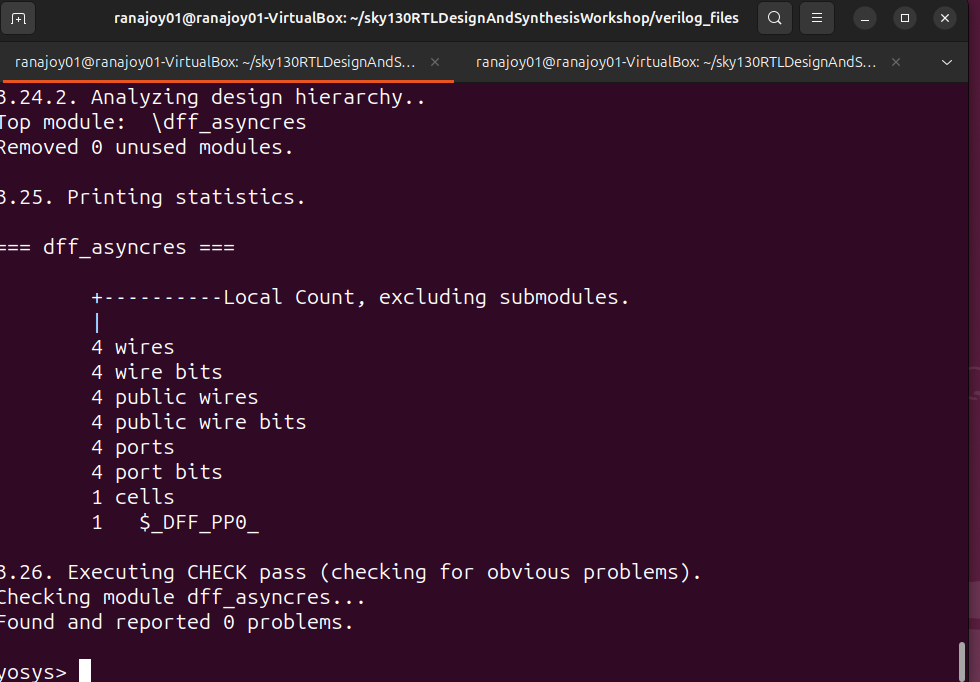 ranajoy01@ranajoy01-VirtualBox: ~/sky130RTLDesignAndSynthesisWorkshop/verilog_files
ranajoy01@ranajoy01-VirtualBox: ~/sky130RTLDesignAndS... × ranajoy01@ranajoy01-VirtualBox: ~/sky130RTLDesignAndS... ×
3.24.2. Analyzing design hierarchy..
Top module:  \dff_asyncres
Removed 0 unused modules.
3.25. Printing statistics.
=== dff_asyncres ===
+----------Local Count, excluding submodules.
|
4 wires
4 wire bits
4 public wires
4 public wire bits
4 ports
4 port bits
1 cells
1   $_DFF_PP0_
3.26. Executing CHECK pass (checking for obvious problems).
Checking module dff_asyncres...
Found and reported 0 problems.
yosys>